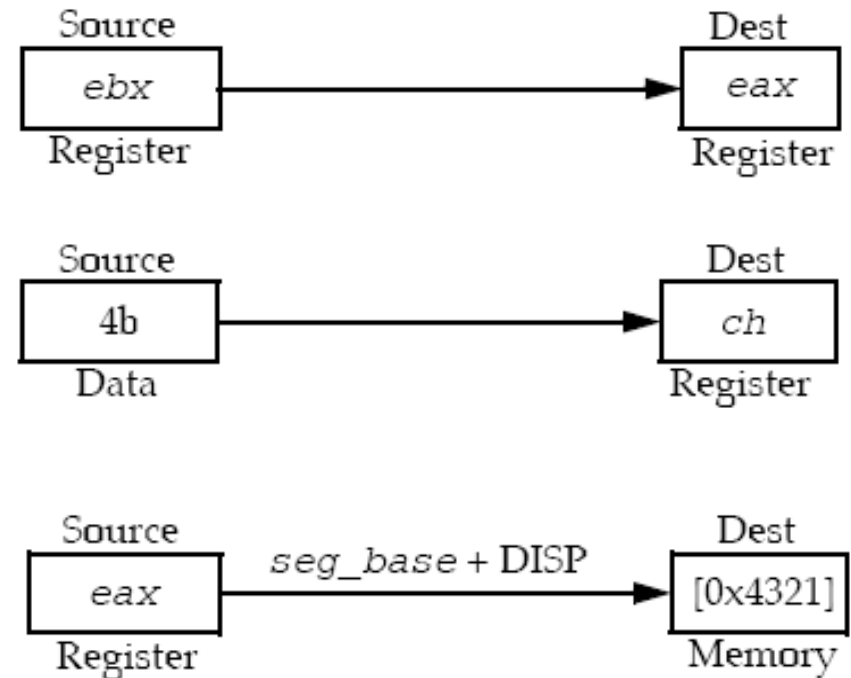 Source Dest
ebx eax
Register Register
Source Dest
4b ch
Data Register
Source Dest
seg_base + DISP
eax [0x4321]
Register Memory